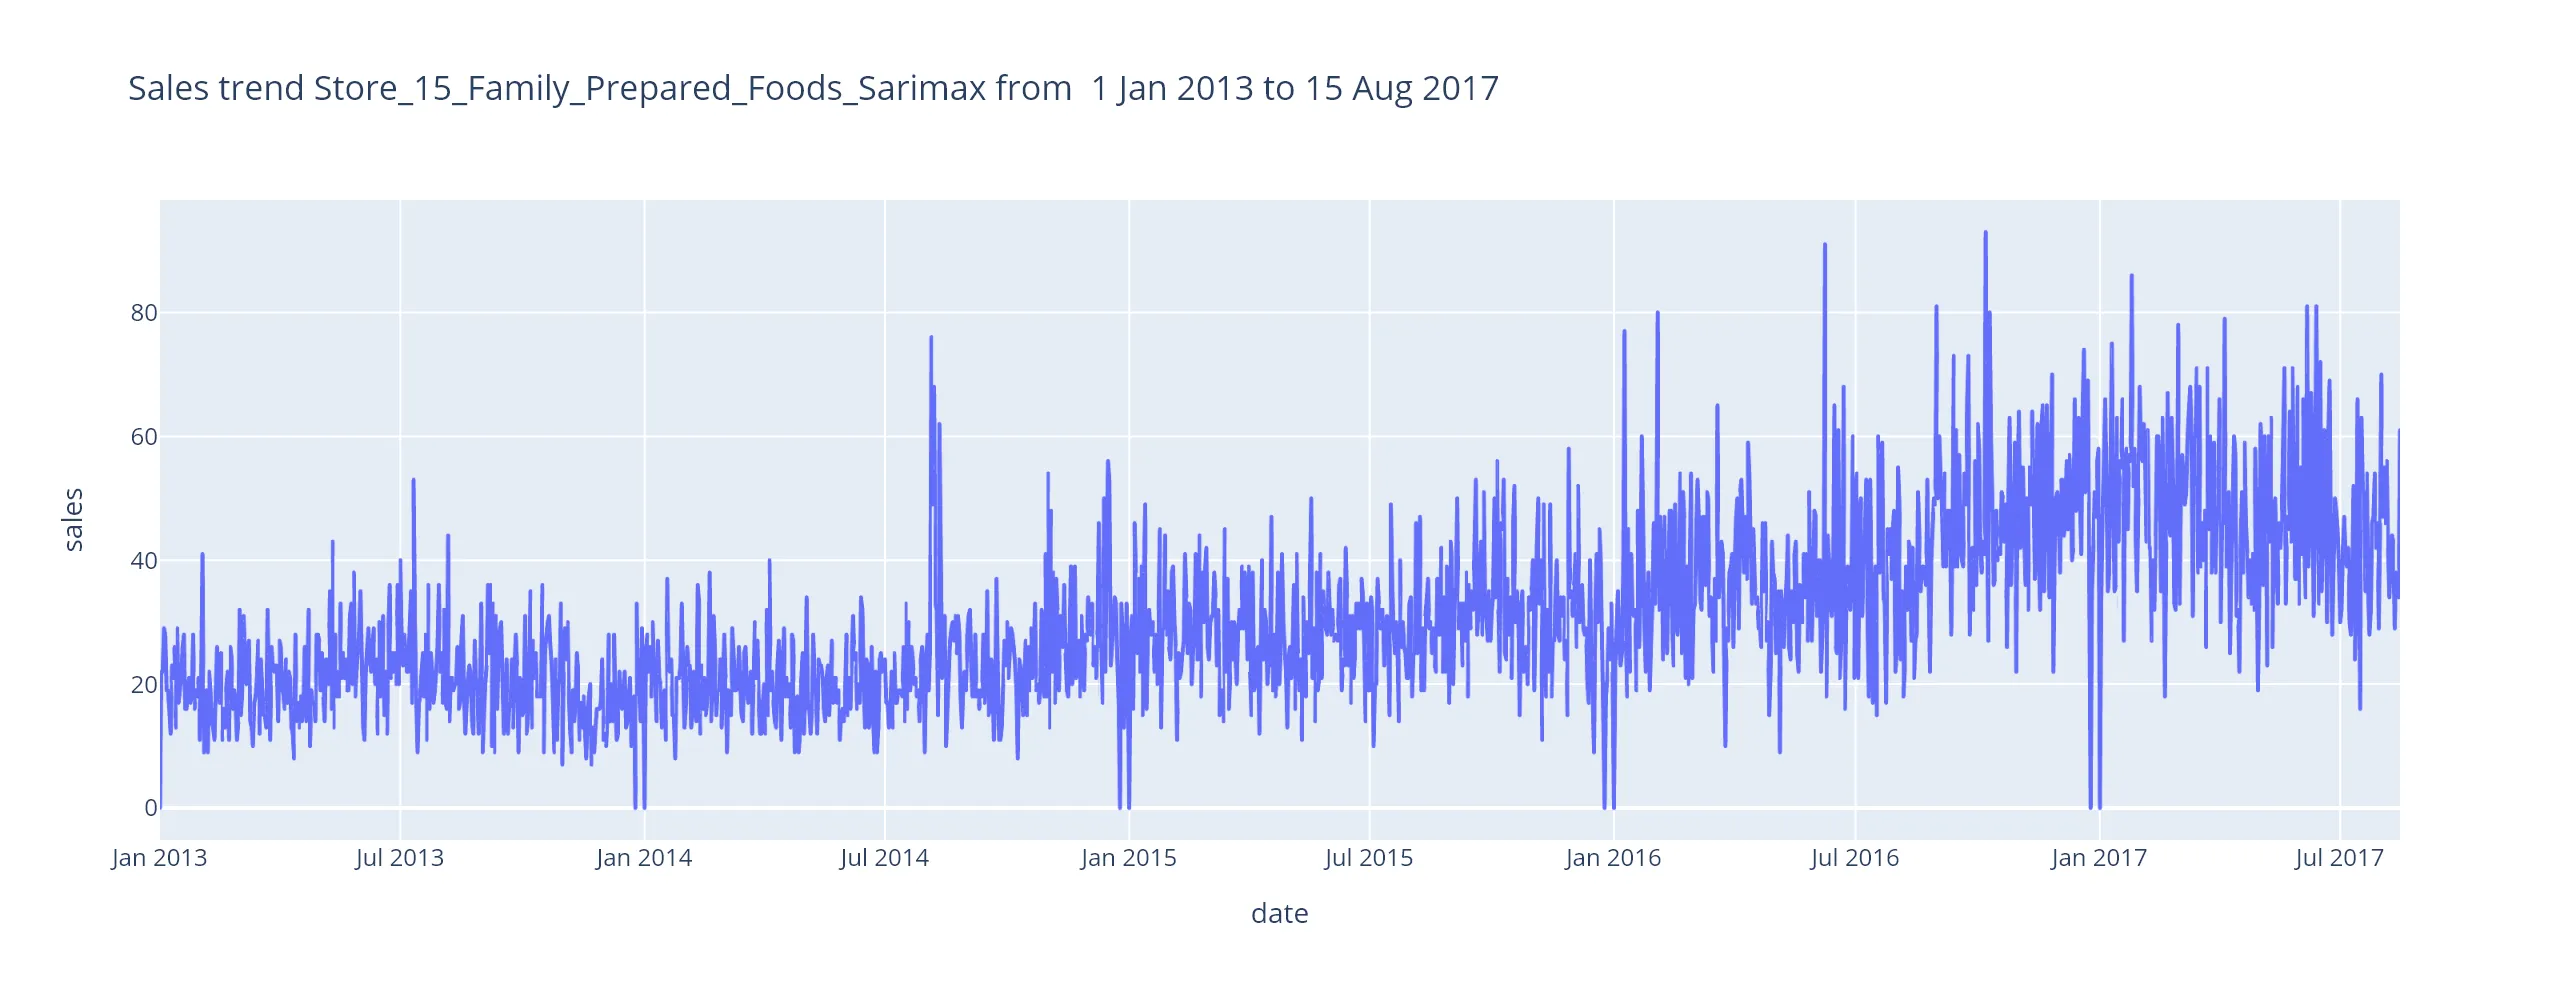 Sales trend Store_15_Family_Prepared_Foods_Sarimax from  1 Jan 2013 to 15 Aug 2017
80
60
40
20
0
sales
Jan 2013 Jul 2013 Jan 2014 Jul 2014 Jan 2015 Jul 2015 Jan 2016 Jul 2016 Jan 2017 Jul 2017
date